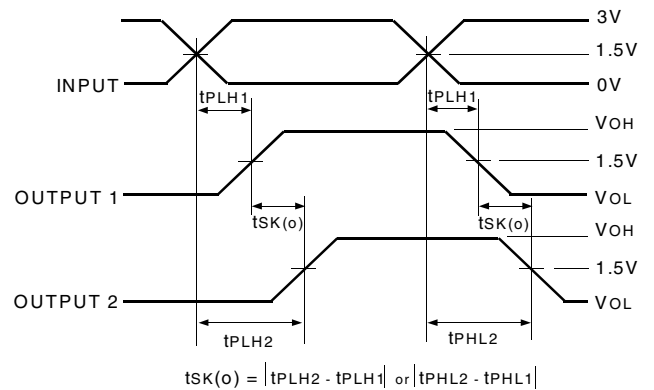 3V
1.5V
INPUT
0V
tPLH1
tPLH1
VOH
1.5V
OUTPUT 1
VOL
tSK(o)
tSK(o)
VOH
1.5V
OUTPUT 2
VOL
tPLH2
tPHL2
tSK(o) = |tPLH2 - tPLH1| or |tPHL2 - tPHL1|